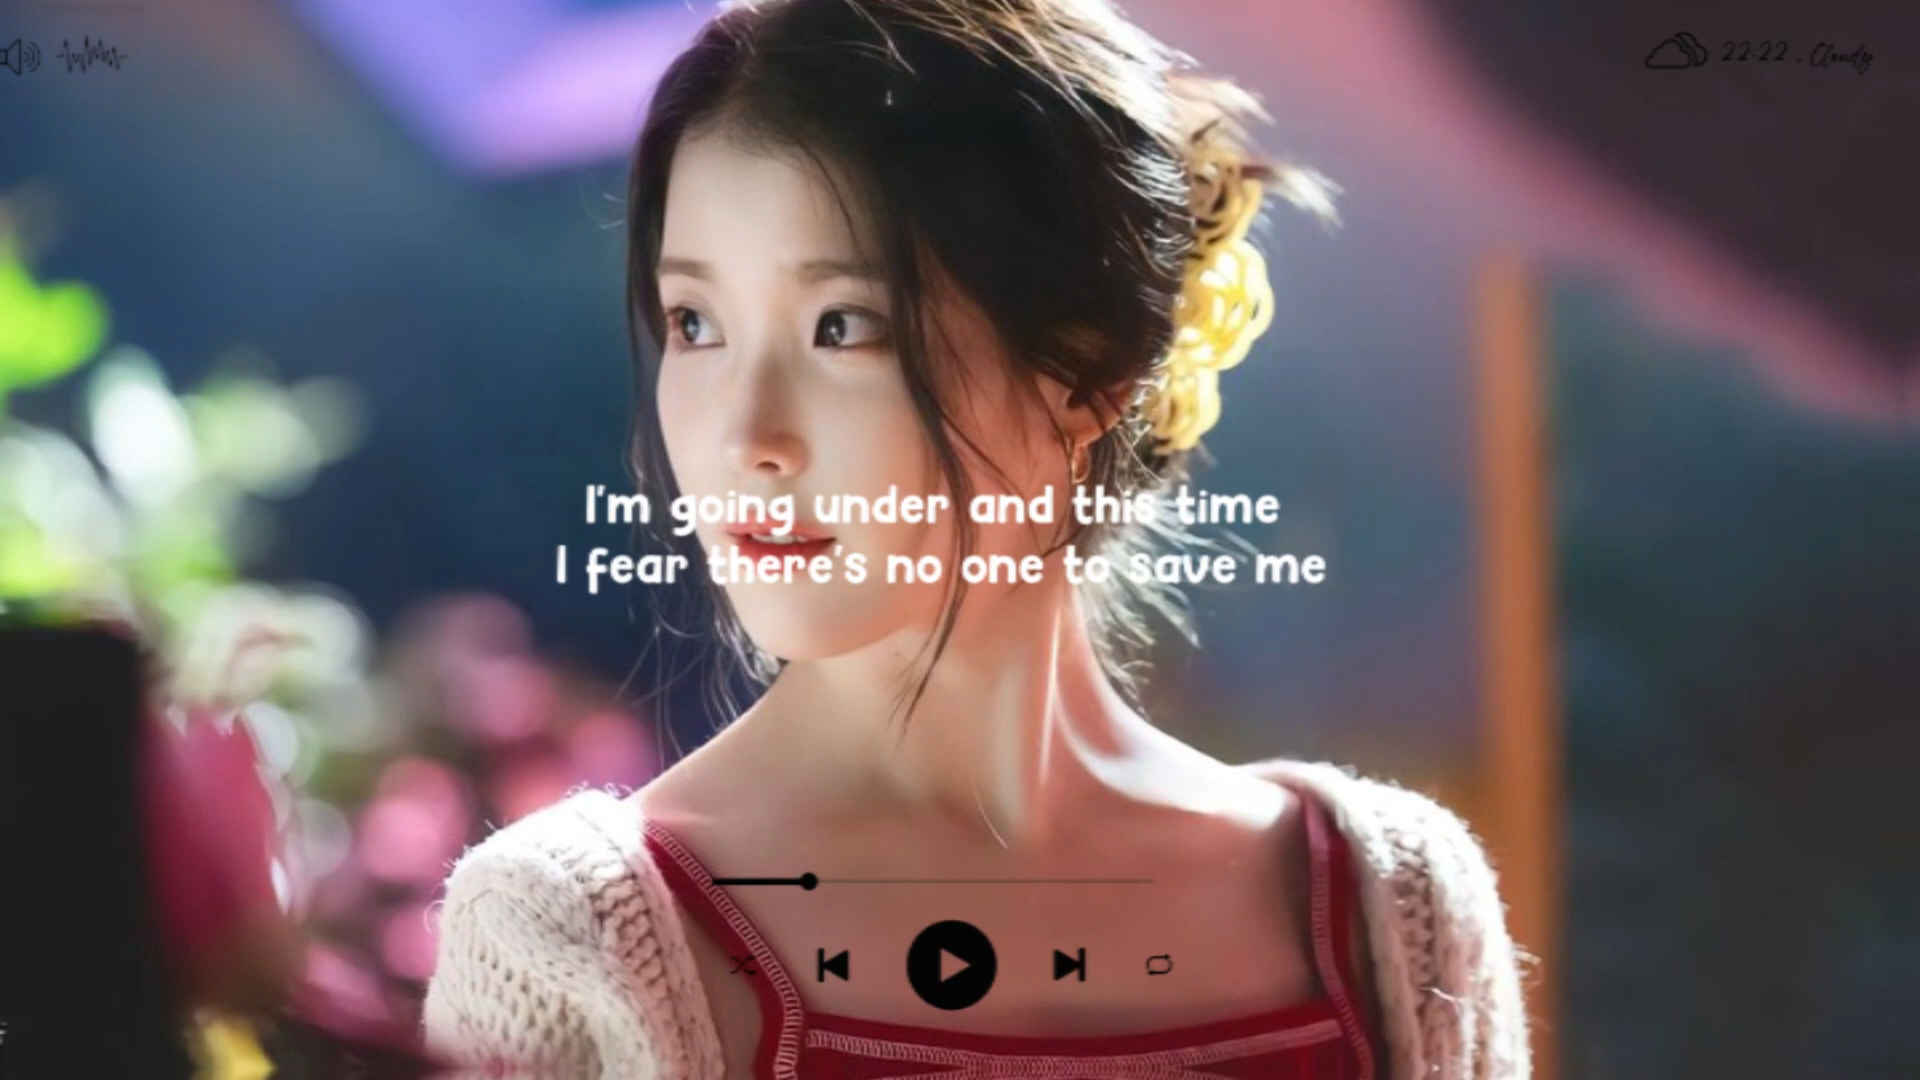 22:22 . Cloudy
I'm going under and this time
I fear there's no one to save me